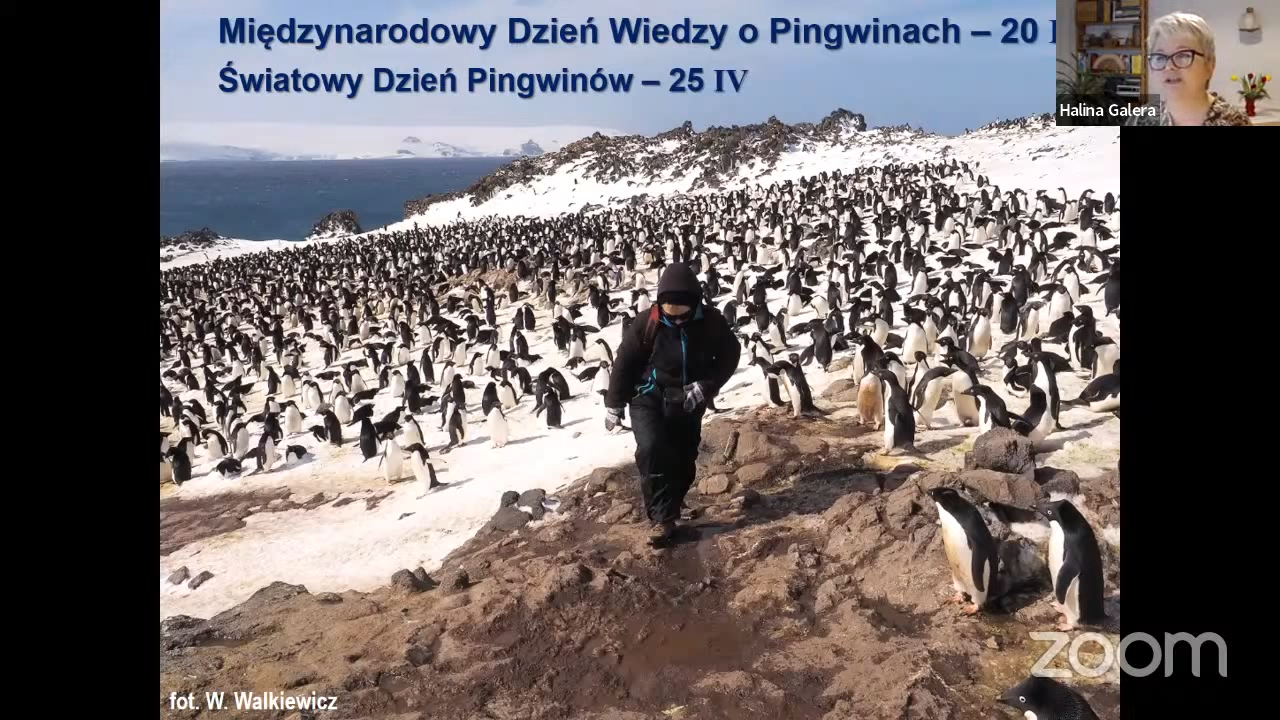 Międzynarodowy Dzień Wiedzy o Pingwinach – 20
Światowy Dzień Pingwinów – 25 IV
Halina Galera
zoom
fot. W. Walkiewicz